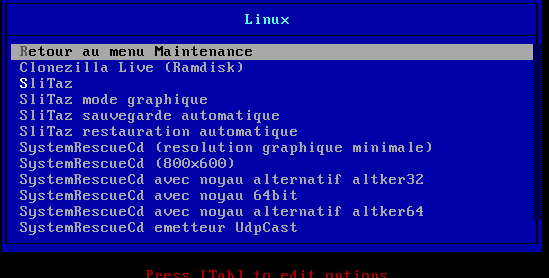 Linux
Retour au menu Maintenance
Clonezilla Live (Ramdisk)
SliTaz
SliTaz mode graphique
SliTaz sauvegarde automatique
SliTaz restauration automatique
SystemRescueCd (resolution graphique minimale)
SystemRescueCd (800x600)
SystemRescueCd avec noyau alternatif altker32
SystemRescueCd avec noyau 64bit
SystemRescueCd avec noyau alternatif altker64
SystemRescueCd emetteur UdpCast
Press [Tab] to edit options